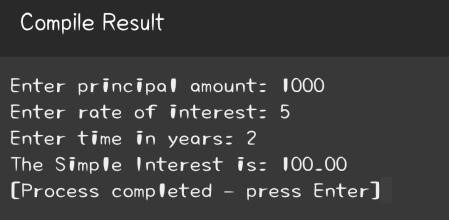 Compile Result
Enter principal amount: 1000
Enter rate of interest: 5
Enter time in years: 2
The Simple Interest is: 100.00
[Process completed - press Enter]